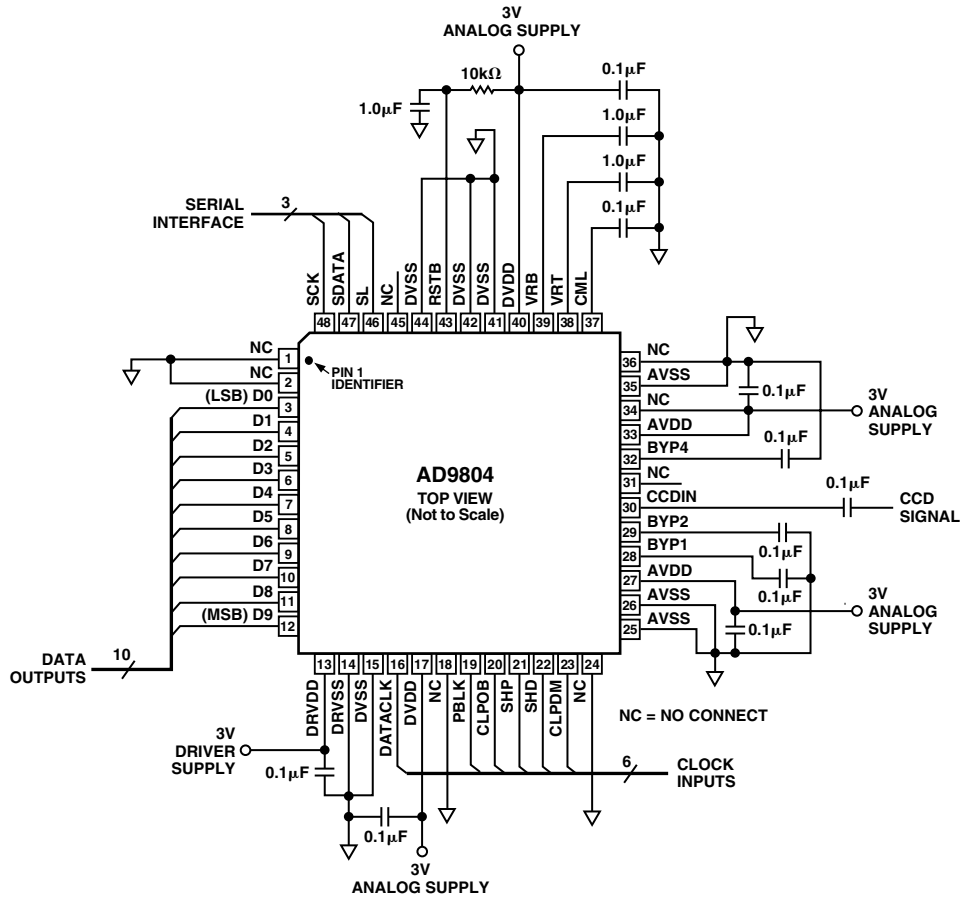 3V
ANALOG SUPPLY
10kΩ
0.1µF
1.0µF
1.0µF
1.0µF
0.1µF
SERIAL
INTERFACE
3
SCK
SDATA
SL
NC
DVSS
RSTB
DVSS
DVSS
DVDD
VRB
VRT
CML
48
47
46
45
44
43
42
41
40
39
38
37
NC 1
NC 2
(LSB) D0 3
D1 4
D2 5
D3 6
D4 7
D5 8
D6 9
D7 10
D8 11
(MSB) D9 12
PIN 1
IDENTIFIER
AD9804
TOP VIEW
(Not to Scale)
36 NC
35 AVSS
34 NC
33 AVDD
32 BYP4
31 NC
30 CCDIN
29 BYP2
28 BYP1
27 AVDD
26 AVSS
25 AVSS
0.1µF
3V
ANALOG
SUPPLY
0.1µF
0.1µF
CCD
SIGNAL
0.1µF
0.1µF
3V
ANALOG
SUPPLY
0.1µF
DATA
OUTPUTS
10
13
14
15
16
17
18
19
20
21
22
23
24
DRVDD
DRVSS
DVSS
DATACLK
DVDD
NC
PBLK
CLPOB
SHP
SHD
CLPDM
NC
NC = NO CONNECT
3V
DRIVER
SUPPLY
0.1µF
6
CLOCK
INPUTS
0.1µF
3V
ANALOG SUPPLY